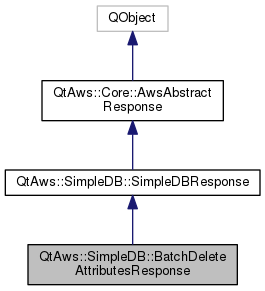 QObject
QtAws::Core::AwsAbstract
Response
QtAws::SimpleDB::SimpleDBResponse
QtAws::SimpleDB::BatchDelete
AttributesResponse